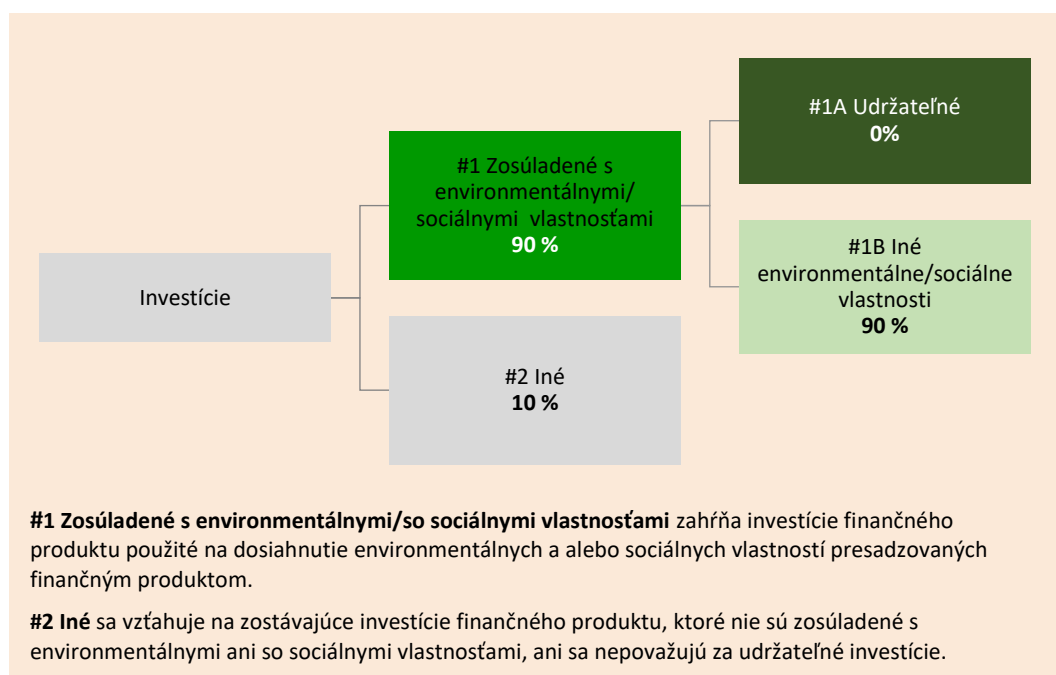 #1A Udržateľné
0%
#1 Zosúladené s
environmentálnymi/
sociálnymi vlastnosťami
90 %
#1B Iné
environmentálne/sociálne
vlastnosti
90 %
Investície
#2 Iné
10 %
#1 Zosúladené s environmentálnymi/so sociálnymi vlastnosťami zahŕňa investície finančného
produktu použité na dosiahnutie environmentálnych a alebo sociálnych vlastností presadzovaných
finančným produktom.
#2 Iné sa vzťahuje na zostávajúce investície finančného produktu, ktoré nie sú zosúladené s
environmentálnymi ani so sociálnymi vlastnosťami, ani sa nepovažujú za udržateľné investície.